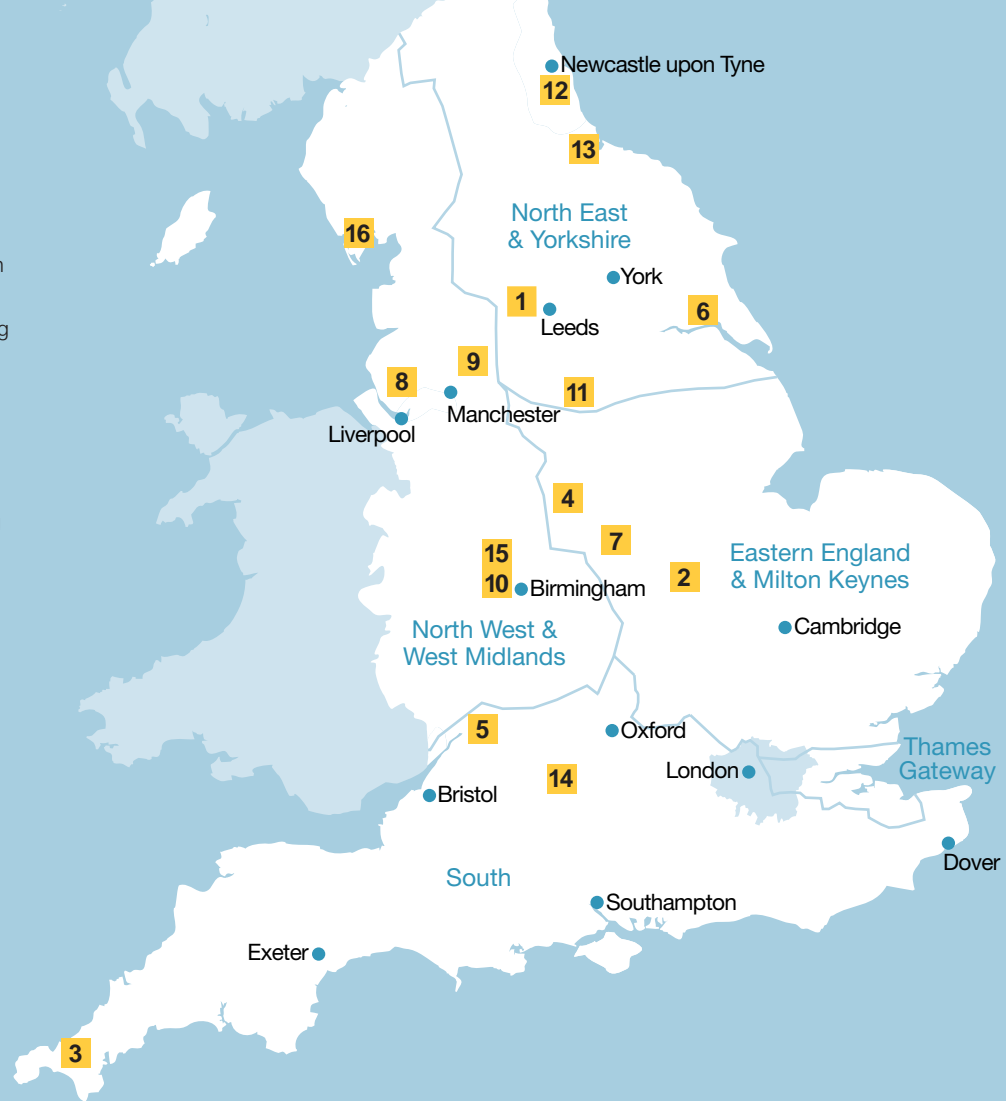 Newcastle upon Tyne
12
13
North East
& Yorkshire
16
n
York
1
6
Leeds
g
9
8
11
Manchester
Liverpool
4
7
15
Eastern England
& Milton Keynes
2
10
Birmingham
Cambridge
North West &
West Midlands
5
Oxford
Thames
Gateway
London
14
Bristol
Dover
South
Southampton
Exeter
3